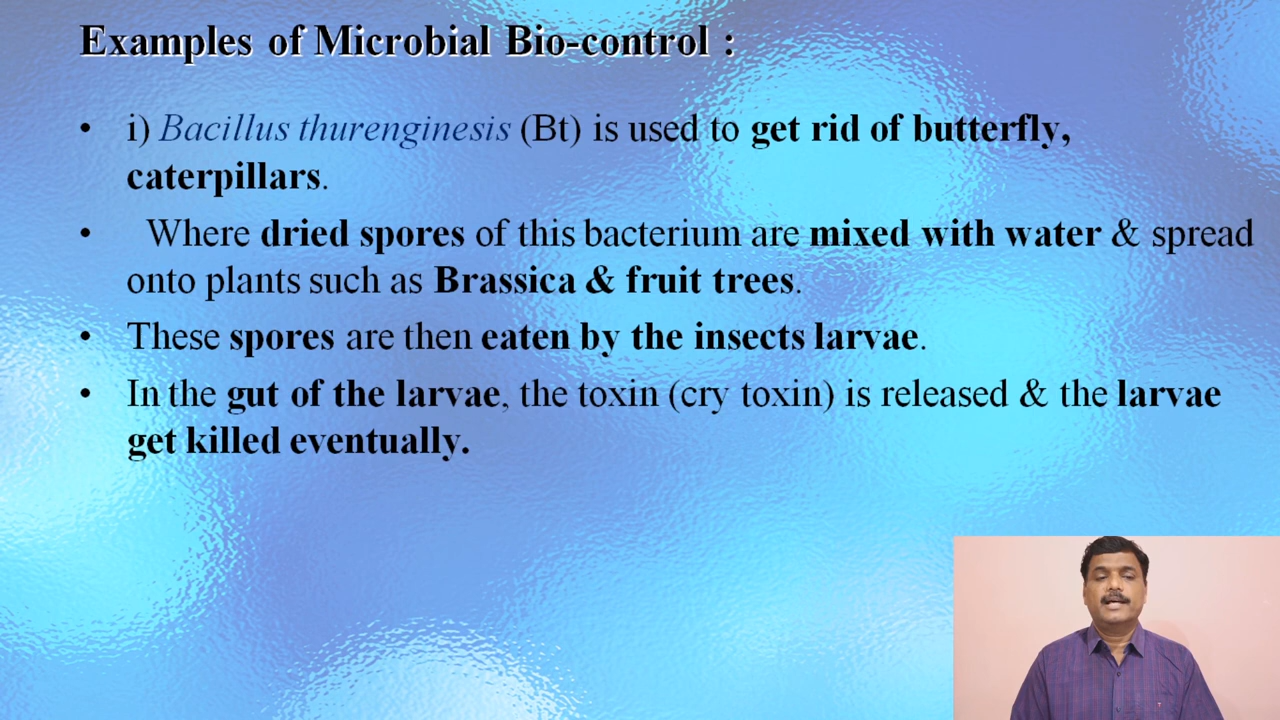 Examples of Microbial Bio-control :
• i) Bacillus thurenginesis (Bt) is used to get rid of butterfly,
caterpillars.
• Where dried spores of this bacterium are mixed with water & spread
onto plants such as Brassica & fruit trees.
• These spores are then eaten by the insects larvae.
• In the gut of the larvae, the toxin (cry toxin) is released & the larvae
get killed eventually.